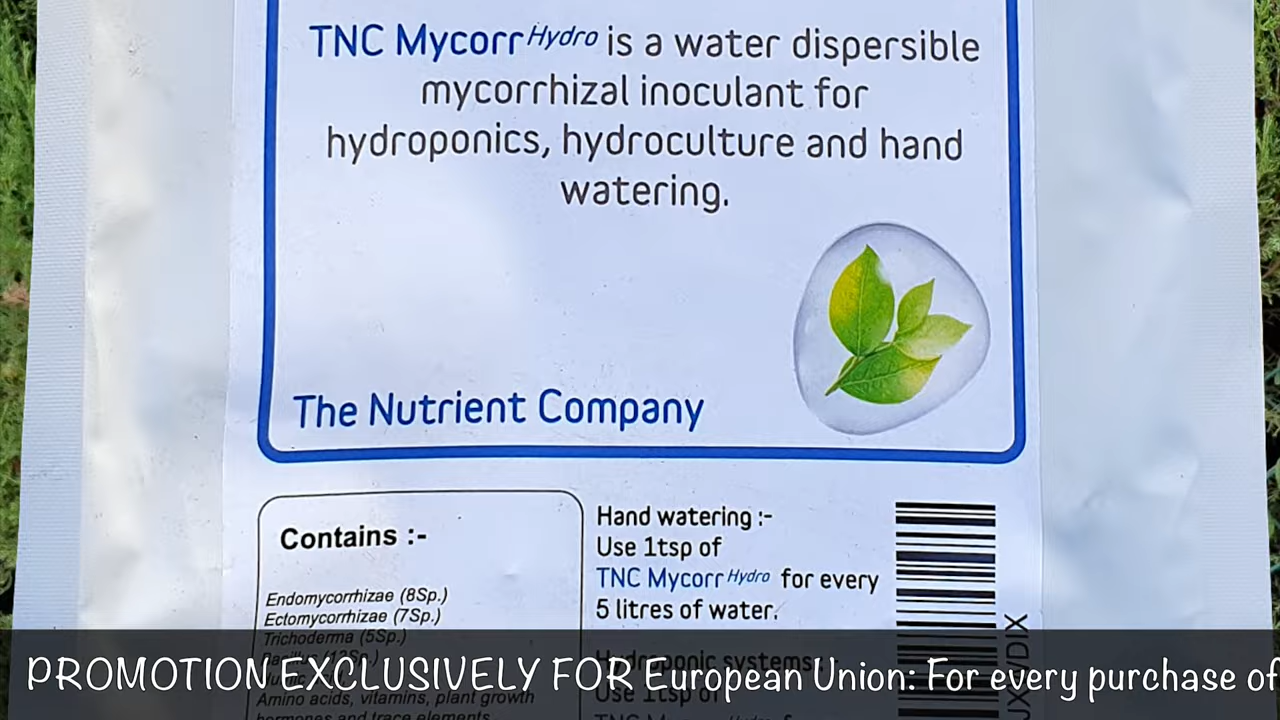 TNC Mycorr Hydro is a water dispersible
mycorrhizal inoculant for
hydroponics, hydroculture and hand
watering.
The Nutrient Company
Contains :-
Endomycorrhizae (8Sp.)
Ectomycorrhizae (7Sp.)
Trichoderma (5Sp.)
Amino acids, vitamins, plant growth
hormones and trace elements
Hand watering :-
Use 1tsp of
TNC Mycorr Hydro for every
5 litres of water.
Hydroponic systems:-
Use 1tsp of
TNC Mycorr Hydro f
PROMOTION EXCLUSIVELY FOR European Union: For every purchase of